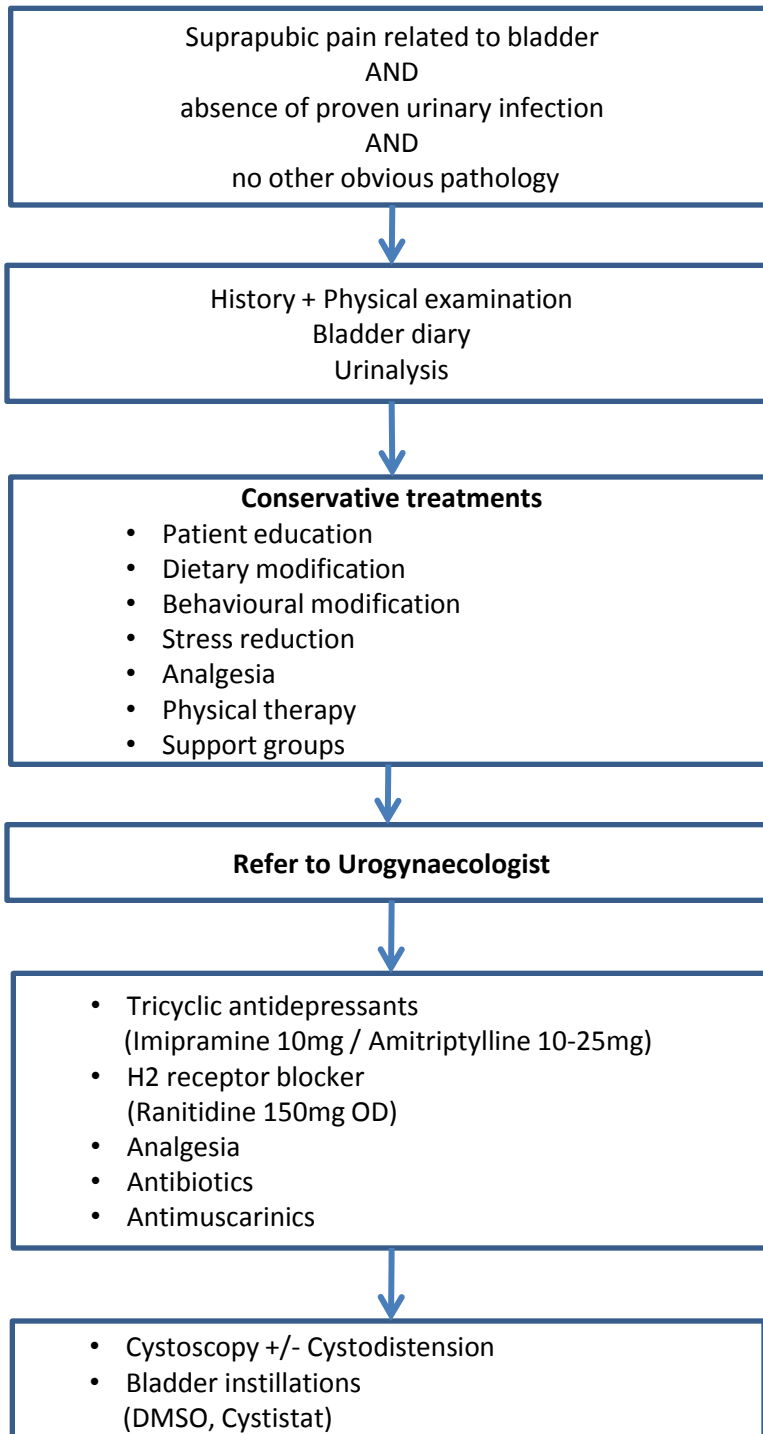 Suprapubic pain related to bladder
AND
absence of proven urinary infection
AND
no other obvious pathology
History + Physical examination
Bladder diary
Urinalysis
Conservative treatments
• Patient education
• Dietary modification
• Behavioural modification
• Stress reduction
• Analgesia
• Physical therapy
• Support groups
Refer to Urogynaecologist
• Tricyclic antidepressants
(Imipramine 10mg / Amitriptylline 10-25mg)
• H2 receptor blocker
(Ranitidine 150mg OD)
• Analgesia
• Antibiotics
• Antimuscarinics
• Cystoscopy +/- Cystodistension
• Bladder instillations
(DMSO, Cystistat)